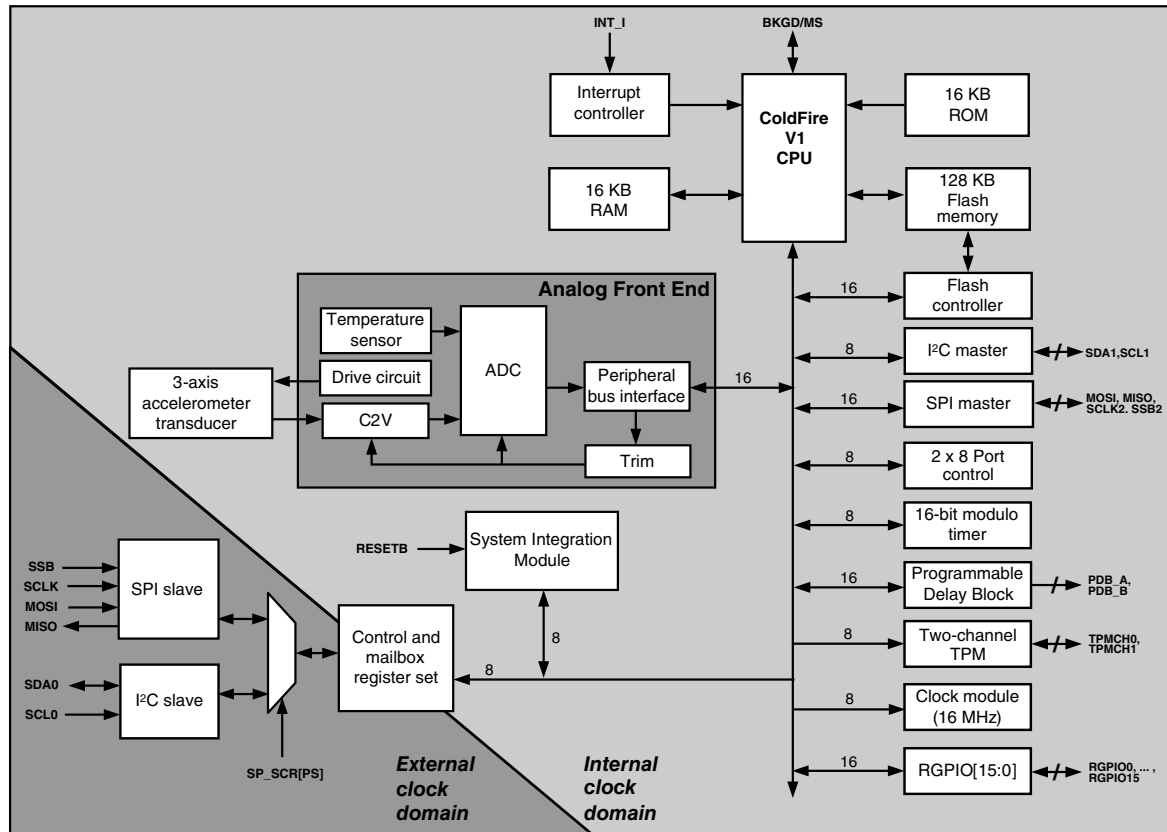 INT_I
BKGD/MS
Interrupt
controller
ColdFire
V1
CPU
16 KB
ROM
16 KB
RAM
128 KB
Flash
memory
Analog Front End
16
Flash
controller
Temperature
sensor
ADC
8
I²C master
SDA1,SCL1
Drive circuit
3-axis
accelerometer
transducer
Peripheral
bus interface
16
16
SPI master
MOSI, MISO,
SCLK2. SSB2
C2V
Trim
8
2 x 8 Port
control
8
16-bit modulo
timer
RESETB
System Integration
Module
SSB
SCLK
MOSI
MISO
SPI slave
16
Programmable
Delay Block
PDB_A,
PDB_B
8
Control and
mailbox
register set
8
8
Two-channel
TPM
TPMCH0,
TPMCH1
SDA0
SCL0
I²C slave
8
Clock module
(16 MHz)
SP_SCR[PS]
External
clock
domain
Internal
clock
domain
16
RGPIO[15:0]
RGPIO0, ... ,
RGPIO15